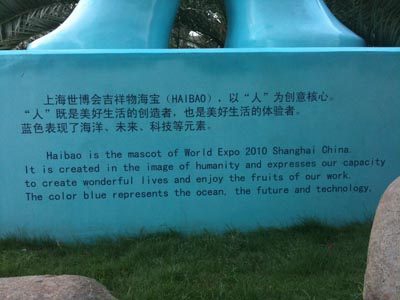 上海世博会吉祥物海宝（HAIBAO），以“人”为创意核心。
“人”既是美好生活的创造者，也是美好生活的体验者。
蓝色表现了海洋、未来、科技等元素。
Haibao is the mascot of World Expo 2010 Shanghai China.
It is created in the image of humanity and expresses our capacity
to create wonderful lives and enjoy the fruits of our work.
The color blue represents the ocean, the future and technology.